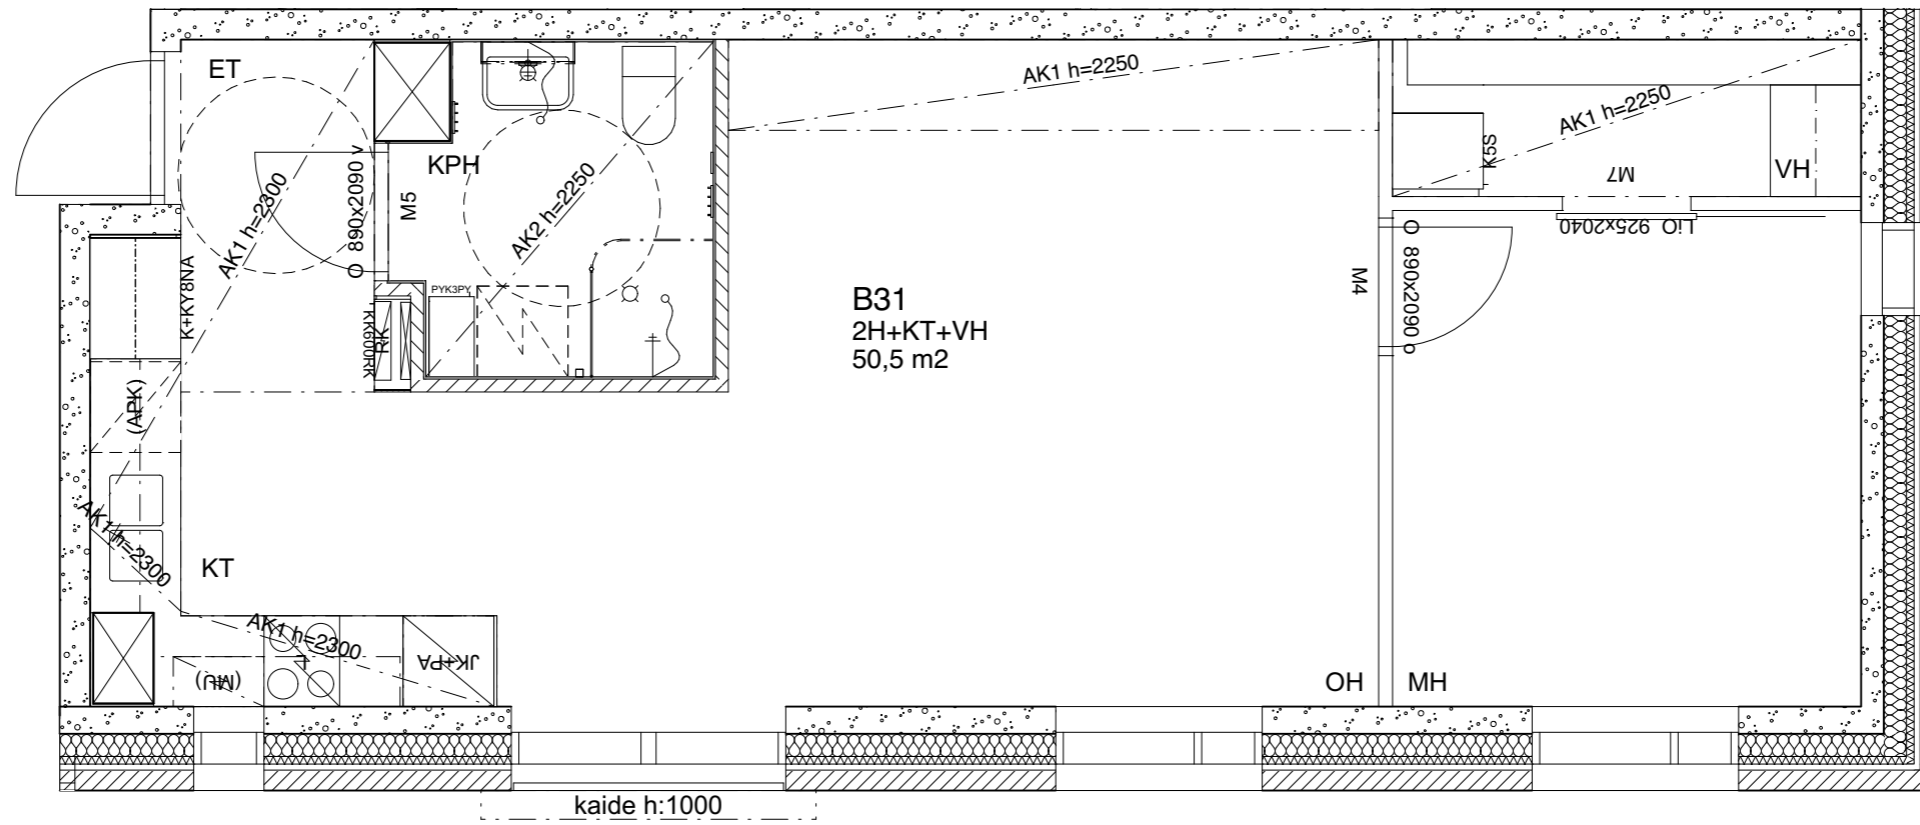 ET
AK1 h=2300
O 890x2090 v
M5
KPH
AK2 h=2250
PYK3PY
KK600RK
RK
K+KY8NA
(APK)
AK1 h=2300
KT
AK1 h=2300
(MU)
JK+PA
B31
2H+KT+VH
50,5 m2
AK1 h=2250
AK1 h=2250
K5S
M7
VH
LiO 925x2040
M4
O 890x2090 o
OH
MH
kaide h:1000